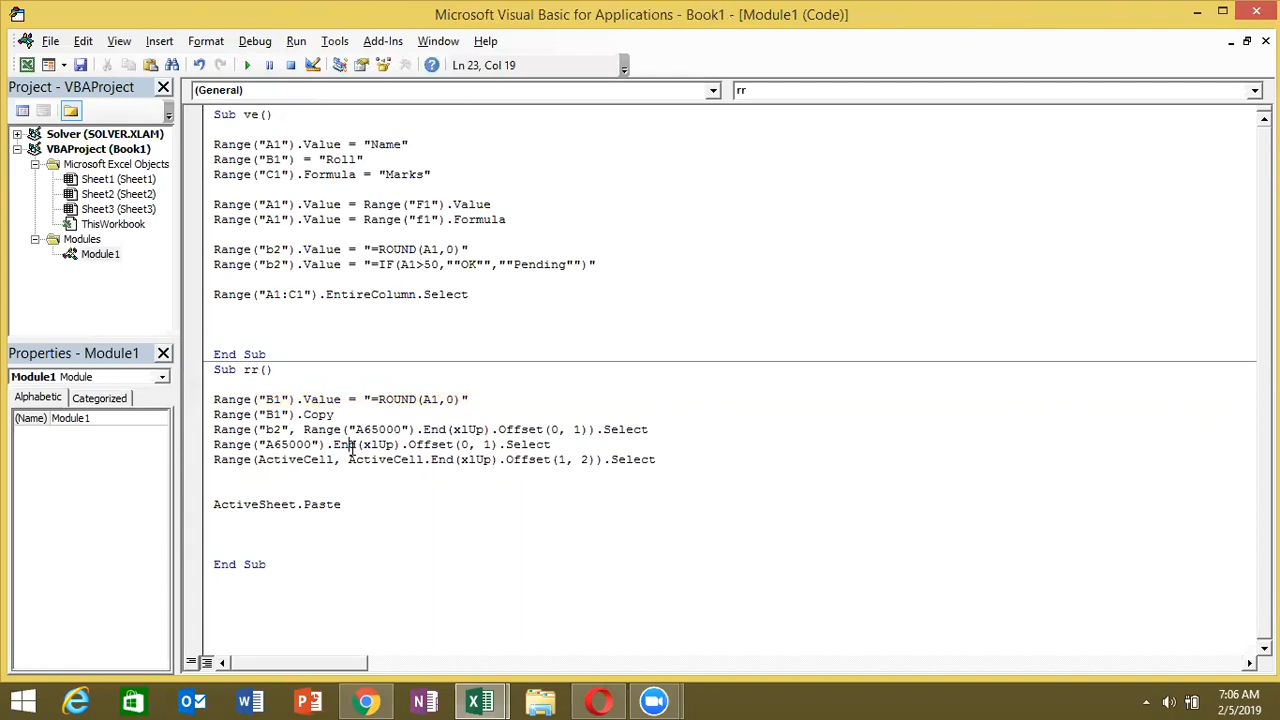 Microsoft Visual Basic for Applications - Book1 - [Module1 (Code)]
File Edit View Insert Format Debug Run Tools Add-Ins Window Help
Ln 23, Col 19
Project - VBAProject
(General)
rr
Solver (SOLVER.XLAM)
VBAProject (Book1)
Microsoft Excel Objects
Sheet1 (Sheet1)
Sheet2 (Sheet2)
Sheet3 (Sheet3)
ThisWorkbook
Modules
Module1
Properties - Module1
Module1 Module
Alphabetic Categorized
(Name) Module1
Sub ve()
Range("A1").Value = "Name"
Range("B1") = "Roll"
Range("C1").Formula = "Marks"
Range("A1").Value = Range("F1").Value
Range("A1").Value = Range("f1").Formula
Range("b2").Value = "=ROUND(A1,0)"
Range("b2").Value = "=IF(A1>50,""OK"",""Pending"")"
Range("A1:C1").EntireColumn.Select
End Sub
Sub rr()
Range("B1").Value = "=ROUND(A1,0)"
Range("B1").Copy
Range("b2", Range("A65000").End(xlUp).Offset(0, 1)).Select
Range("A65000").End(xlUp).Offset(0, 1).Select
Range(ActiveCell, ActiveCell.End(xlUp).Offset(1, 2)).Select
ActiveSheet.Paste
End Sub
7:06 AM
2/5/2019